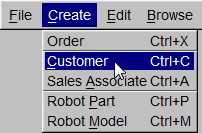 File Create Edit Browse
Order Ctrl+X
Customer Ctrl+C
Sales Associate Ctrl+A
Robot Part Ctrl+P
Robot Model Ctrl+M